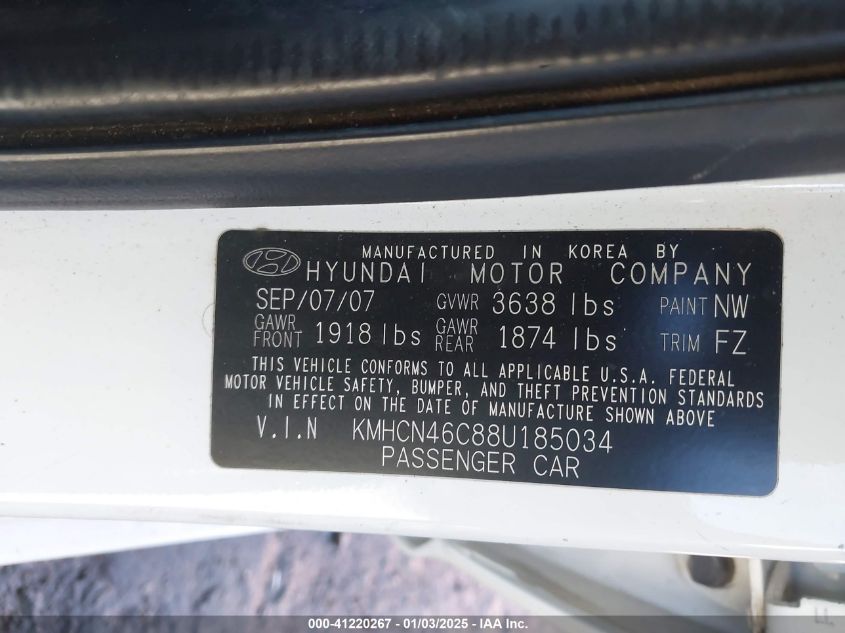 MANUFACTURED IN KOREA BY
HYUNDAI MOTOR COMPANY
SEP/07/07 GVWR 3638 lbs PAINT NW
GAWR FRONT 1918 lbs GAWR REAR 1874 lbs TRIM FZ
THIS VEHICLE CONFORMS TO ALL APPLICABLE U.S.A. FEDERAL
MOTOR VEHICLE SAFETY, BUMPER, AND THEFT PREVENTION STANDARDS
IN EFFECT ON THE DATE OF MANUFACTURE SHOWN ABOVE
V.I.N KMHCN46C88U185034
PASSENGER CAR
000-41220267 - 01/03/2025 - IAA Inc.